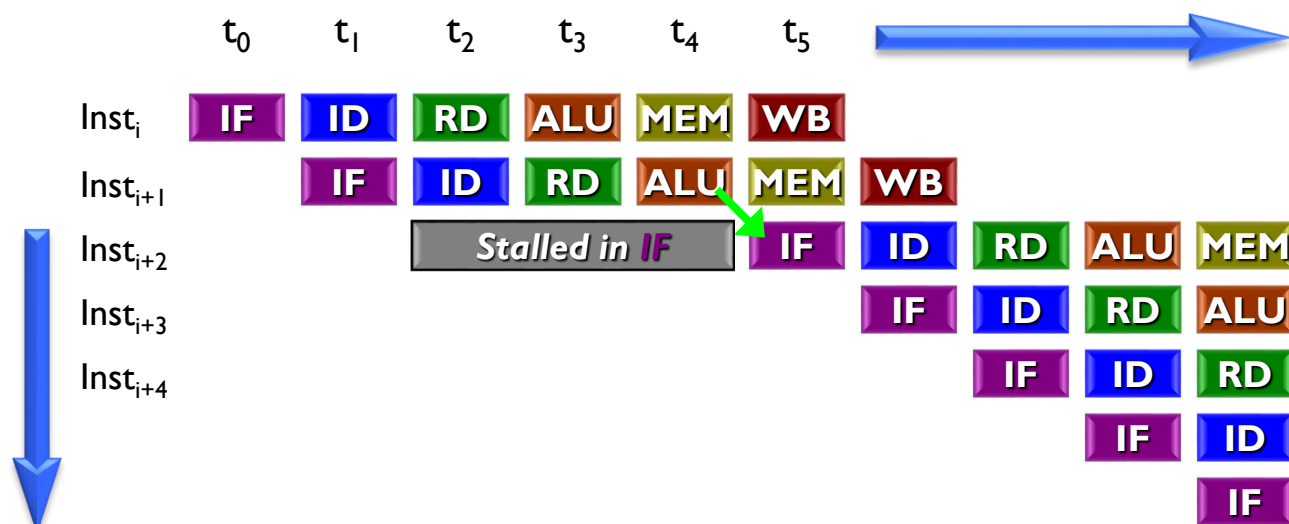 t0 t1 t2 t3 t4 t5
Insti IF ID RD ALU MEM WB
Insti+1 IF ID RD ALU MEM WB
Insti+2 Stalled in IF IF ID RD ALU MEM
Insti+3 IF ID RD ALU
Insti+4 IF ID RD
IF ID
IF